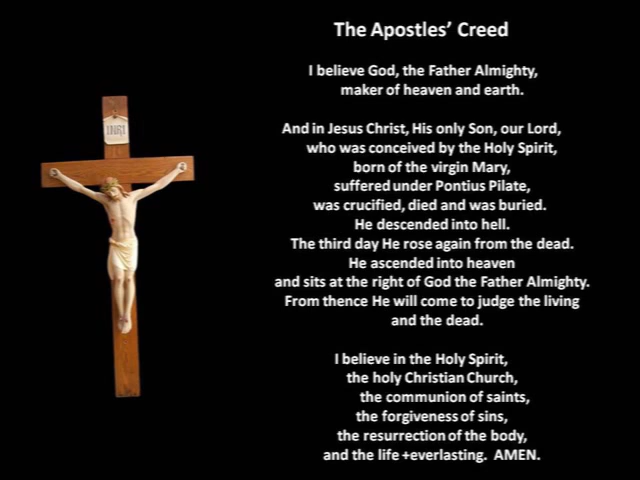 The Apostles' Creed
I believe God, the Father Almighty,
maker of heaven and earth.
And in Jesus Christ, His only Son, our Lord,
who was conceived by the Holy Spirit,
born of the virgin Mary,
suffered under Pontius Pilate,
was crucified, died and was buried.
He descended into hell.
The third day He rose again from the dead.
He ascended into heaven
and sits at the right of God the Father Almighty.
From thence He will come to judge the living
and the dead.
I believe in the Holy Spirit,
the holy Christian Church,
the communion of saints,
the forgiveness of sins,
the resurrection of the body,
and the life +everlasting. AMEN.
INRI